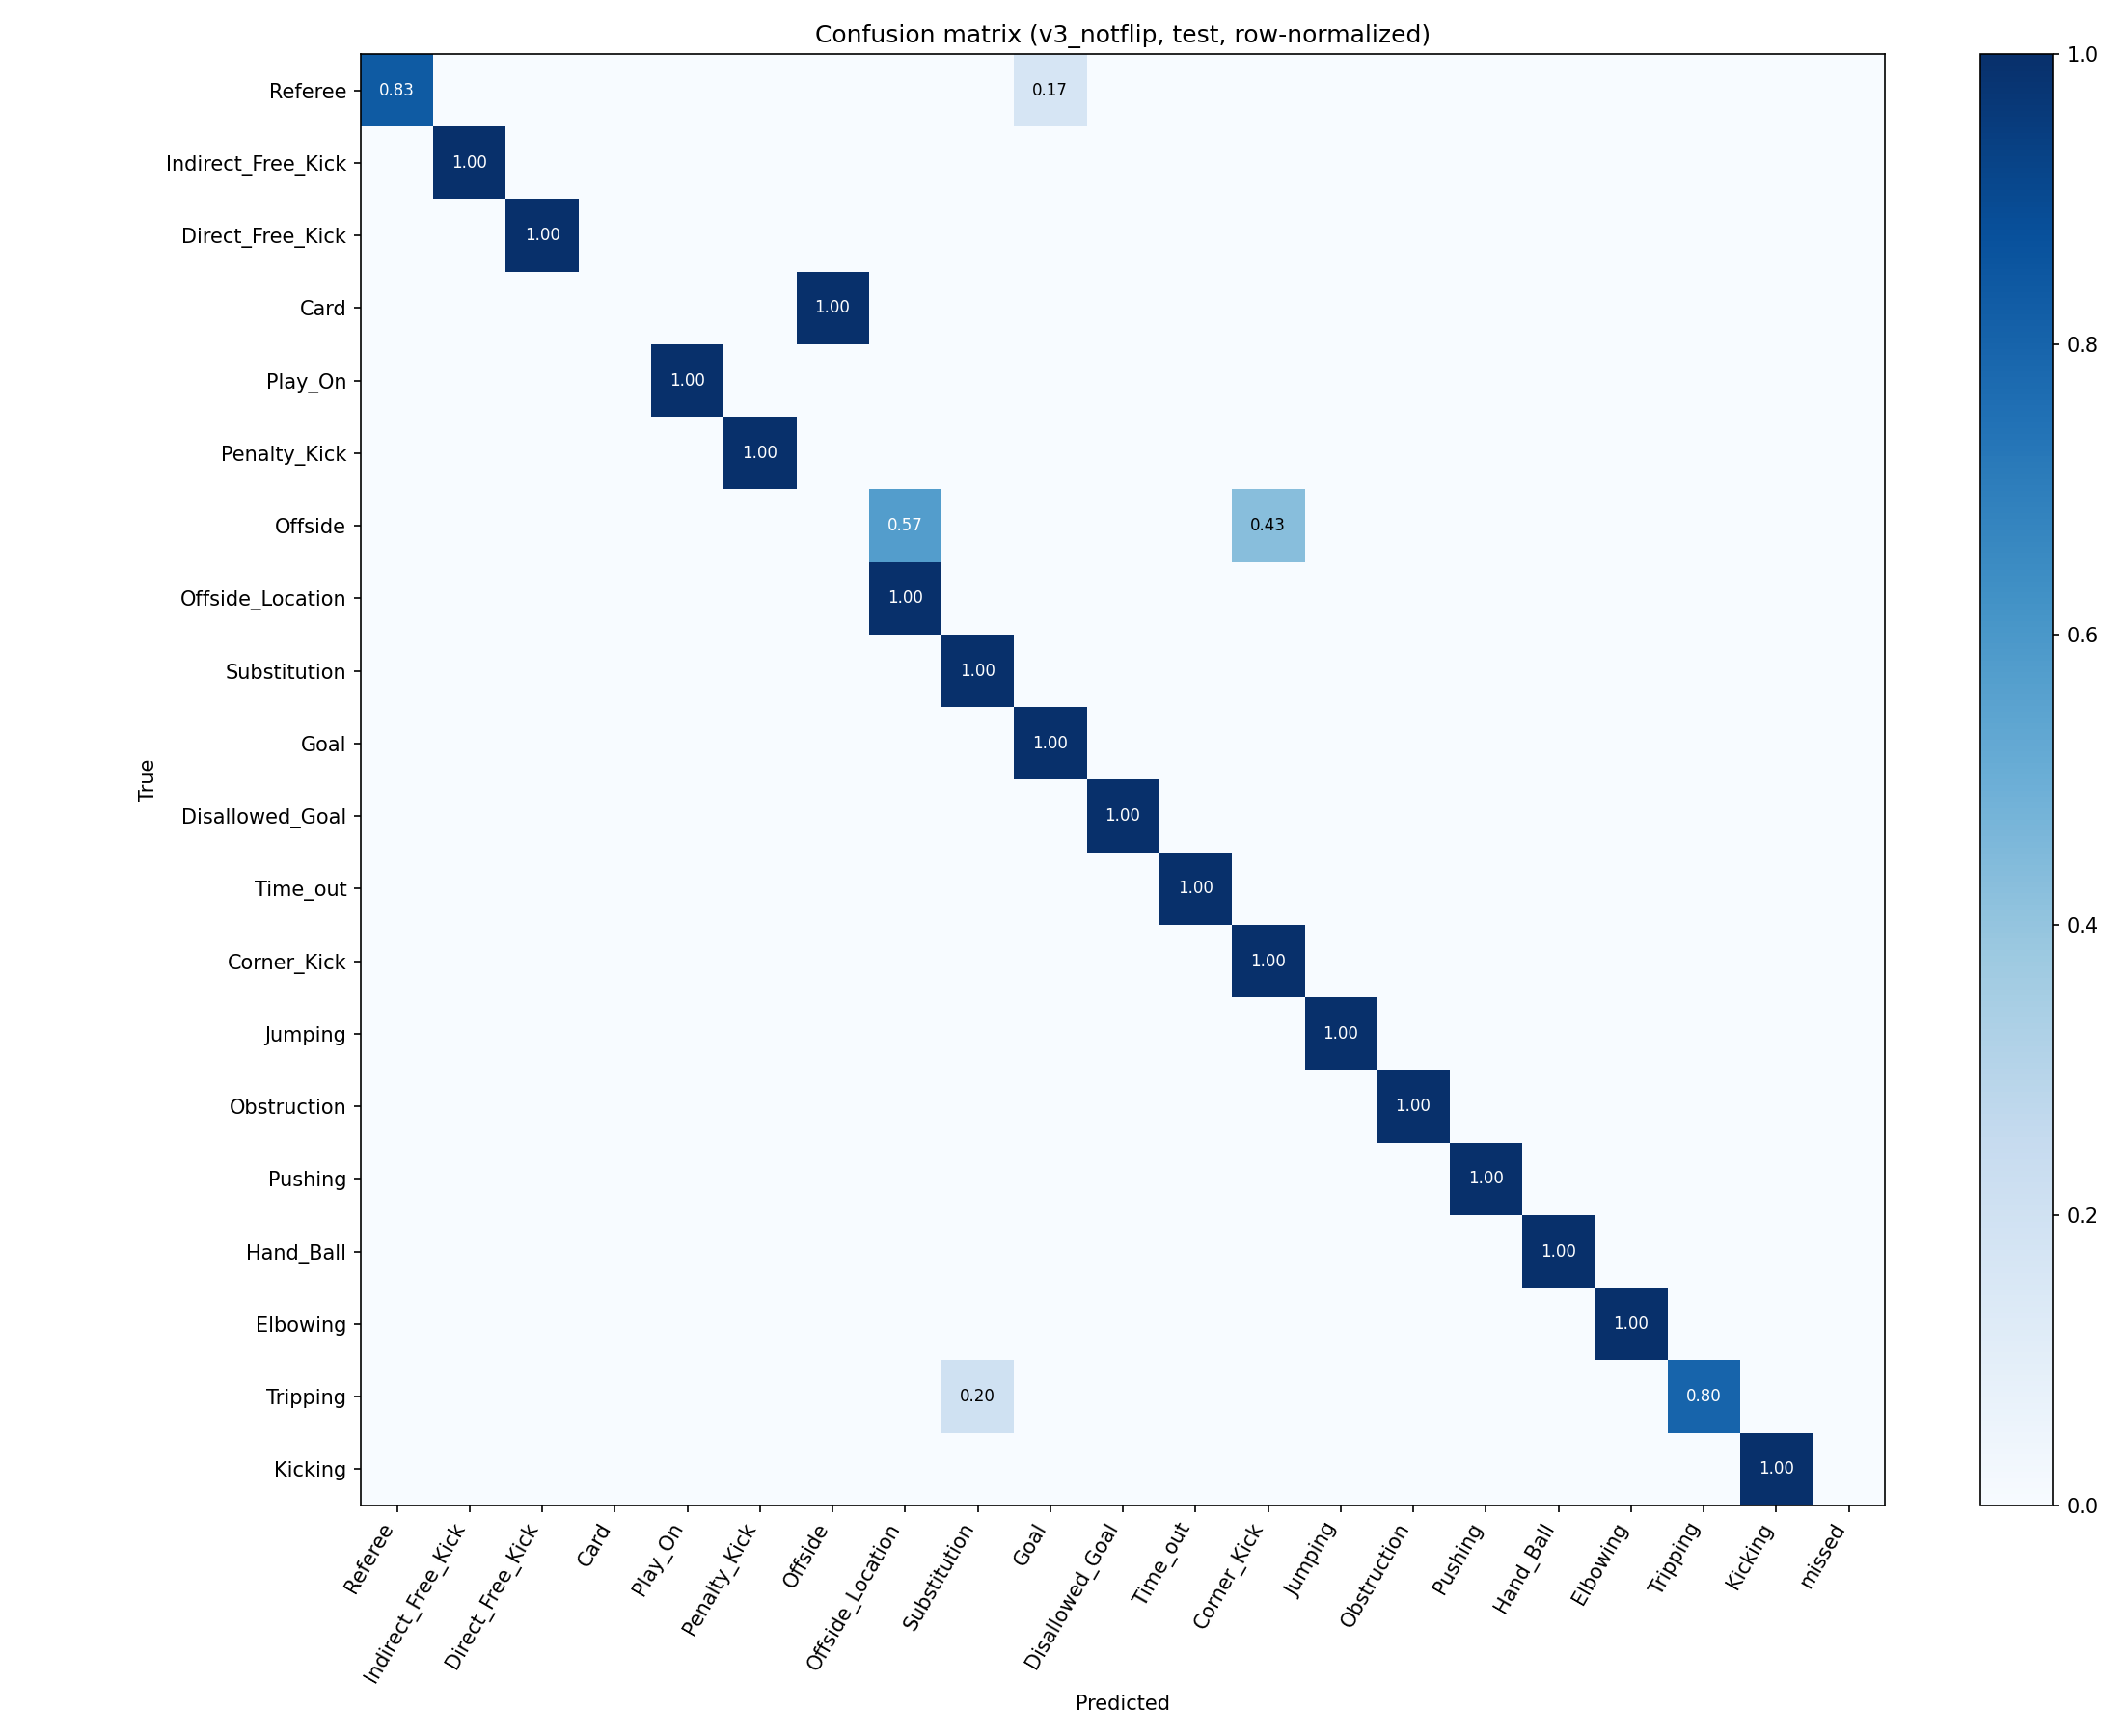 Confusion matrix (v3_notflip, test, row-normalized)
Referee 0.83 0.17
Indirect_Free_Kick 1.00
Direct_Free_Kick 1.00
Card 1.00
Play_On 1.00
Penalty_Kick 1.00
Offside 0.57 0.43
Offside_Location 1.00
Substitution 1.00
Goal 1.00
Disallowed_Goal 1.00
Time_out 1.00
Corner_Kick 1.00
Jumping 1.00
Obstruction 1.00
Pushing 1.00
Hand_Ball 1.00
Elbowing 1.00
Tripping 0.20 0.80
Kicking 1.00
True
Referee
Indirect_Free_Kick
Direct_Free_Kick
Card
Play_On
Penalty_Kick
Offside
Offside_Location
Substitution
Goal
Disallowed_Goal
Time_out
Corner_Kick
Jumping
Obstruction
Pushing
Hand_Ball
Elbowing
Tripping
Kicking
missed
Predicted
1.0
0.8
0.6
0.4
0.2
0.0